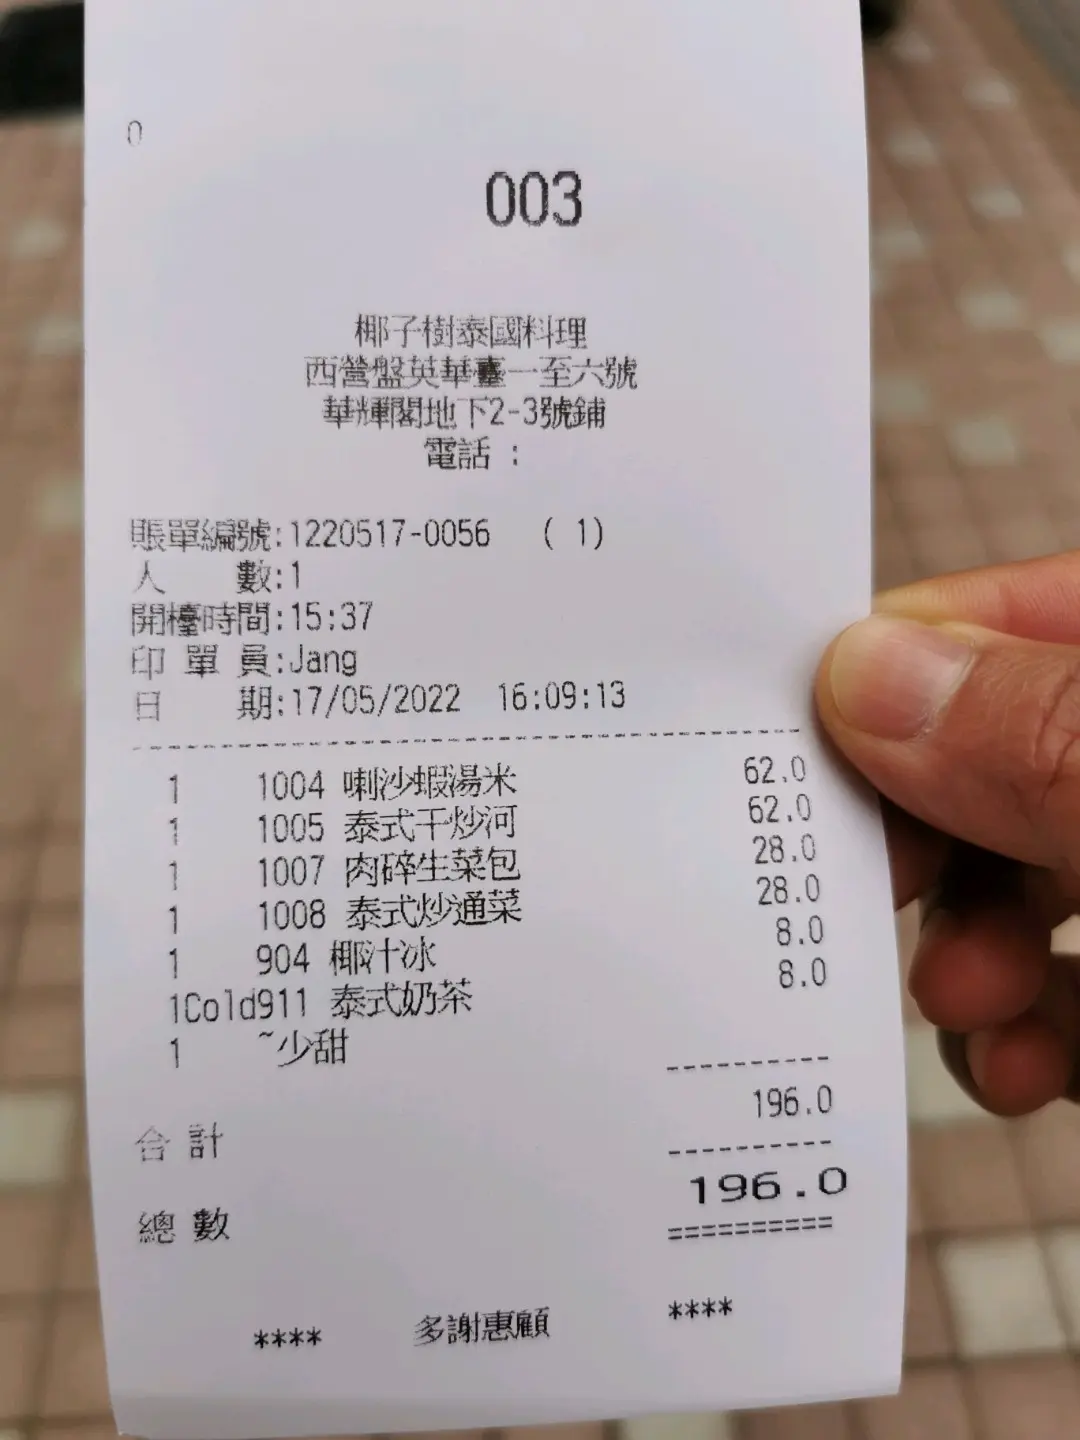 0
003
椰子樹泰國料理
西營盤英華臺一至六號
華輝閣地下2-3號鋪
電話 :
賬單編號:1220517-0056 ( 1)
人 數:1
開檯時間:15:37
印 單 員:Jang
日 期:17/05/2022 16:09:13
1 1004 喇沙蝦湯米 62.0
1 1005 泰式干炒河 62.0
1 1007 肉碎生菜包 28.0
1 1008 泰式炒通菜 28.0
1 904 椰汁冰 8.0
1Cold911 泰式奶茶 8.0
1 ~少甜
合 計 196.0
總 數 196.0
**** 多謝惠顧 ****